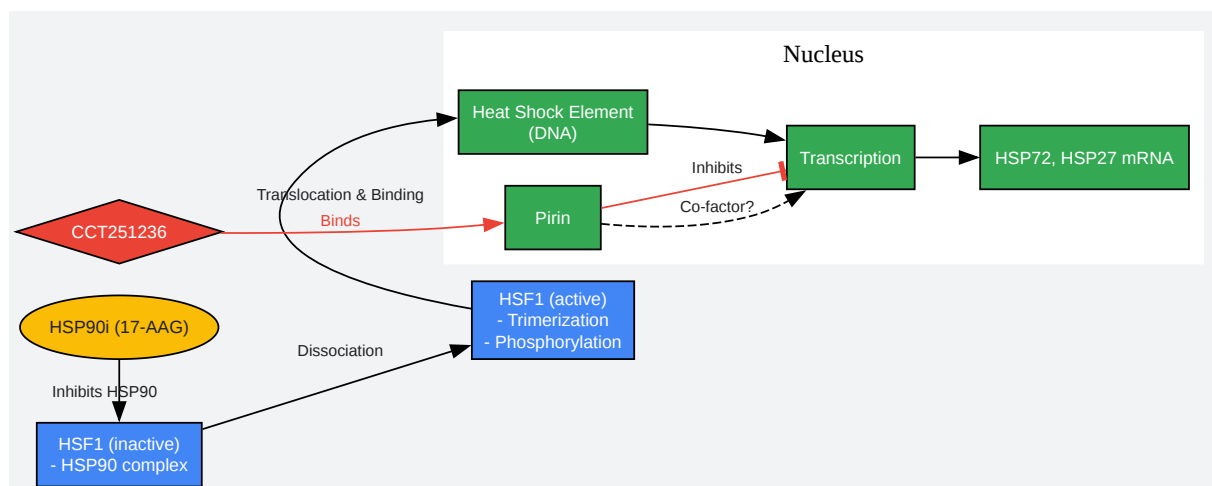 Nucleus
Heat Shock Element
(DNA)
Transcription
HSP72, HSP27 mRNA
Inhibits
Translocation & Binding
Co-factor?
Binds
Pirin
CCT251236
HSF1 (active)
- Trimerization
- Phosphorylation
HSP90i (17-AAG)
Dissociation
Inhibits HSP90
HSF1 (inactive)
- HSP90 complex